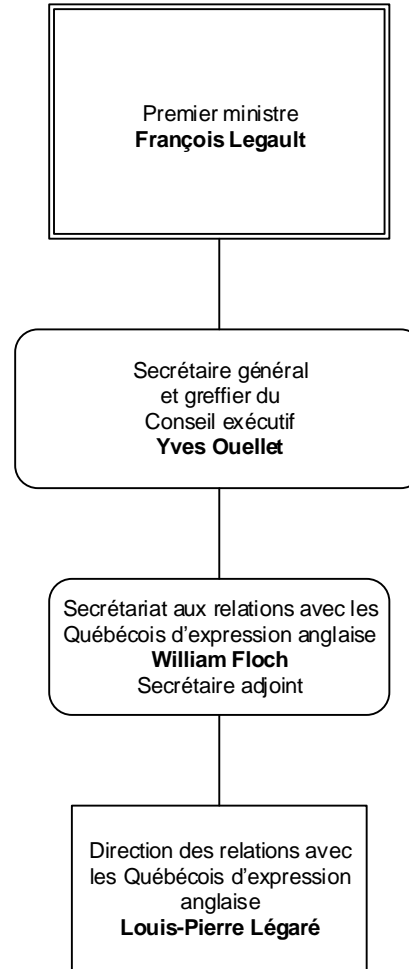 Premier ministre
François Legault
Secrétaire général
et greffier du
Conseil exécutif
Yves Ouellet
Secrétariat aux relations avec les
Québécois d'expression anglaise
William Floch
Secrétaire adjoint
Direction des relations avec
les Québécois d'expression
anglaise
Louis-Pierre Légaré